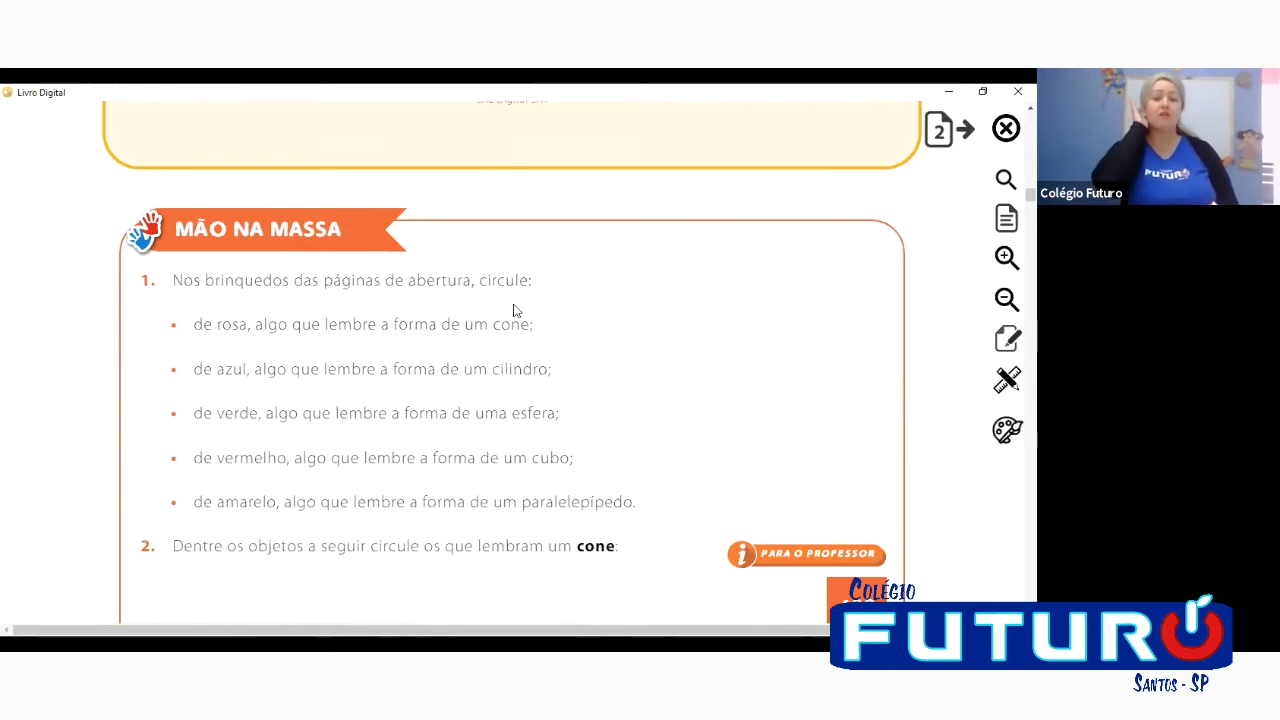 Livro Digital
2
Colégio Futuro
FUTURO
MÃO NA MASSA
1. Nos brinquedos das páginas de abertura, circule:
• de rosa, algo que lembre a forma de um cone;
• de azul, algo que lembre a forma de um cilindro;
• de verde, algo que lembre a forma de uma esfera;
• de vermelho, algo que lembre a forma de um cubo;
• de amarelo, algo que lembre a forma de um paralelepípedo.
2. Dentre os objetos a seguir circule os que lembram um cone:
i PARA O PROFESSOR
COLÉGIO
FUTURO
SANTOS - SP